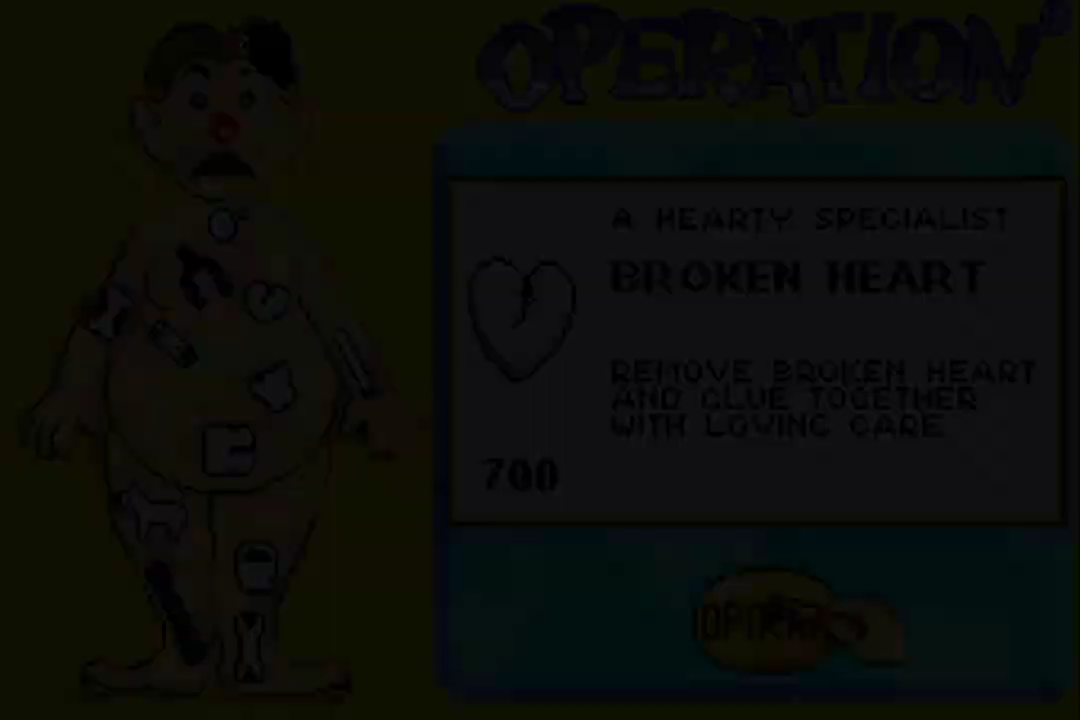 OPERATION
A HEARTY SPECIALIST
BROKEN HEART
REMOVE BROKEN HEART
AND GLUE TOGETHER
WITH LOVING CARE
700